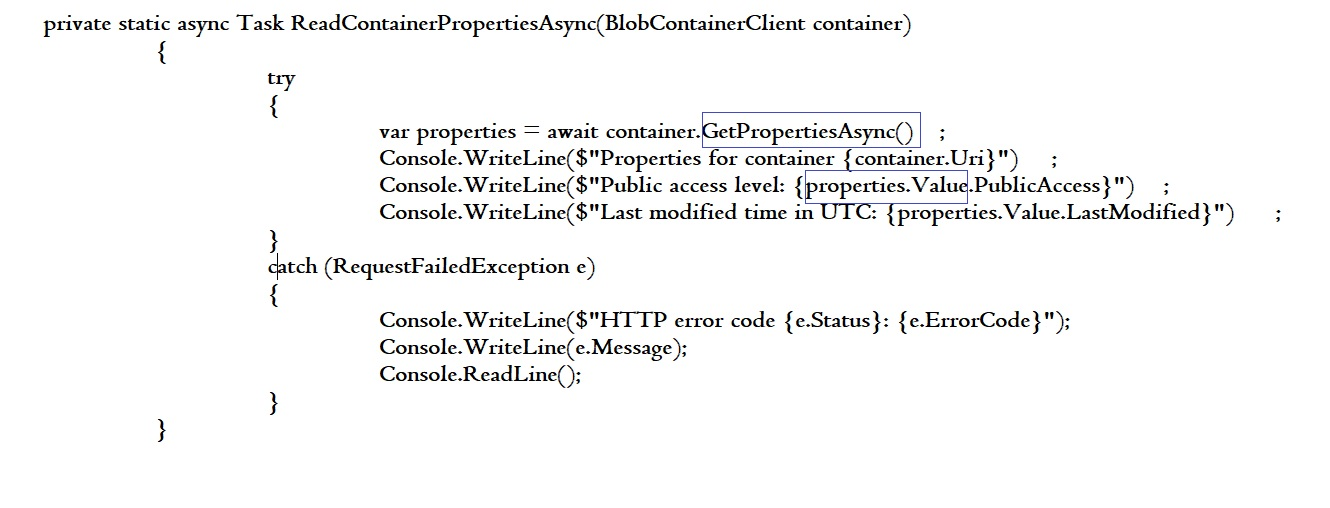 private static async Task ReadContainerPropertiesAsync(BlobContainerClient container)
{
try
{
var properties = await container.GetPropertiesAsync() ;
Console.WriteLine($"Properties for container {container.Uri}") ;
Console.WriteLine($"Public access level: {properties.Value.PublicAccess}") ;
Console.WriteLine($"Last modified time in UTC: {properties.Value.LastModified}") ;
}
catch (RequestFailedException e)
{
Console.WriteLine($"HTTP error code {e.Status}: {e.ErrorCode}");
Console.WriteLine(e.Message);
Console.ReadLine();
}
}